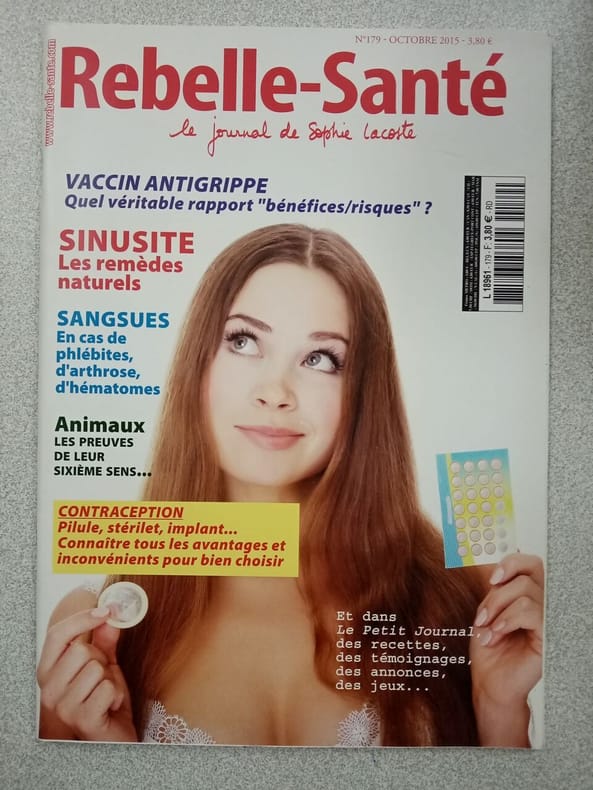 N°179 - OCTOBRE 2015 - 3,80 €
www.rebelle-sante.com
Rebelle-Santé
le journal de Sophie Lacoste
VACCIN ANTIGRIPPE
Quel véritable rapport "bénéfices/risques" ?
SINUSITE
Les remèdes
naturels
SANGSUES
En cas de
phlébites,
d'arthrose,
d'hématomes
Animaux
LES PREUVES
DE LEUR
SIXIÈME SENS...
L 18961 - 179 - F: 3,80 € - RD
CONTRACEPTION
Pilule, stérilet, implant...
Connaître tous les avantages et
inconvénients pour bien choisir
Et dans
Le Petit Journal,
des recettes,
des témoignages,
des annonces,
des jeux...